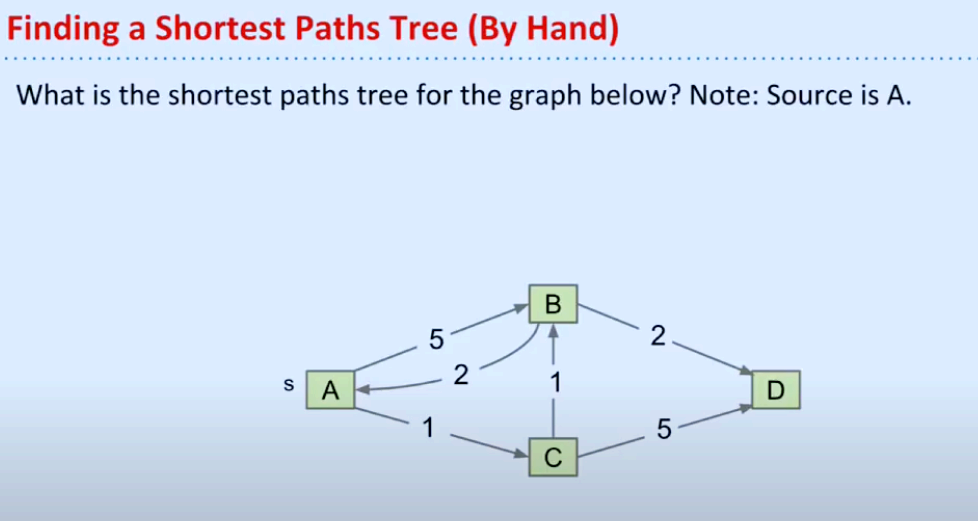 Finding a Shortest Paths Tree (By Hand)
What is the shortest paths tree for the graph below? Note: Source is A.
B
5
2
2
s
A
1
D
1
5
C